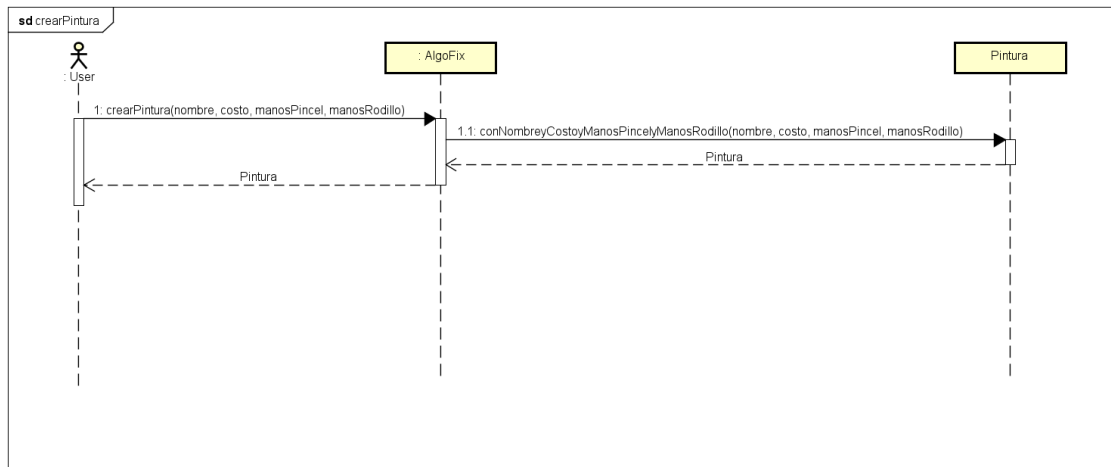 sd crearPintura
: User
: AlgoFix
Pintura
1: crearPintura(nombre, costo, manosPincel, manosRodillo)
1.1: conNombreyCostoyManosPincelyManosRodillo(nombre, costo, manosPincel, manosRodillo)
Pintura
Pintura